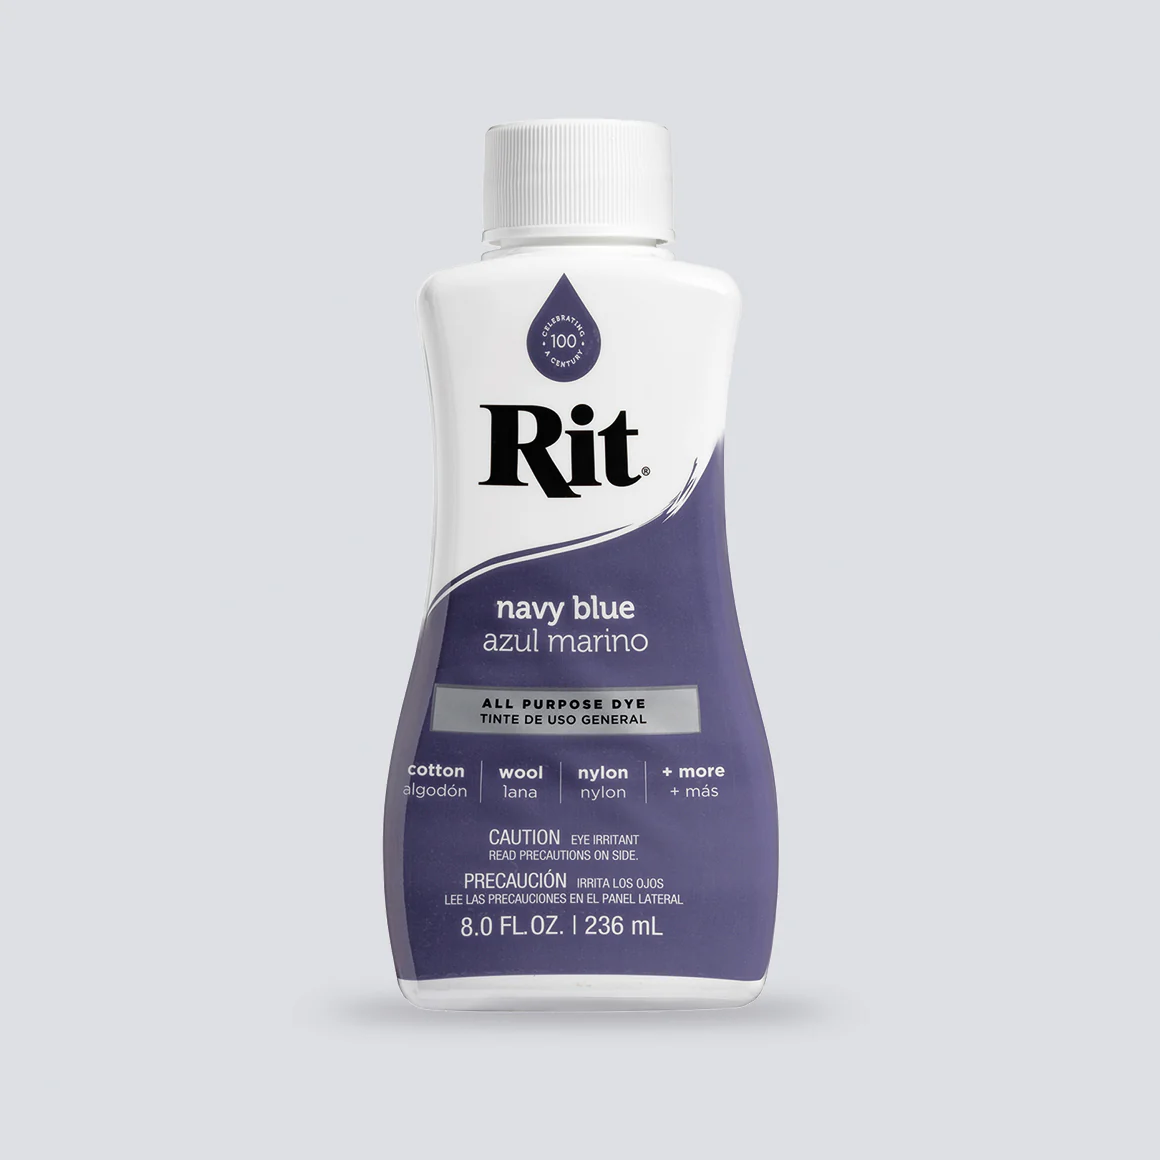 CELEBRATING
100
A CENTURY
Rit®
navy blue
azul marino
ALL PURPOSE DYE
TINTE DE USO GENERAL
cotton | wool | nylon | + more
algodón | lana | nylon | + más
CAUTION EYE IRRITANT
READ PRECAUTIONS ON SIDE.
PRECAUCIÓN IRRITA LOS OJOS
LEE LAS PRECAUCIONES EN EL PANEL LATERAL
8.0 FL.OZ. | 236 mL